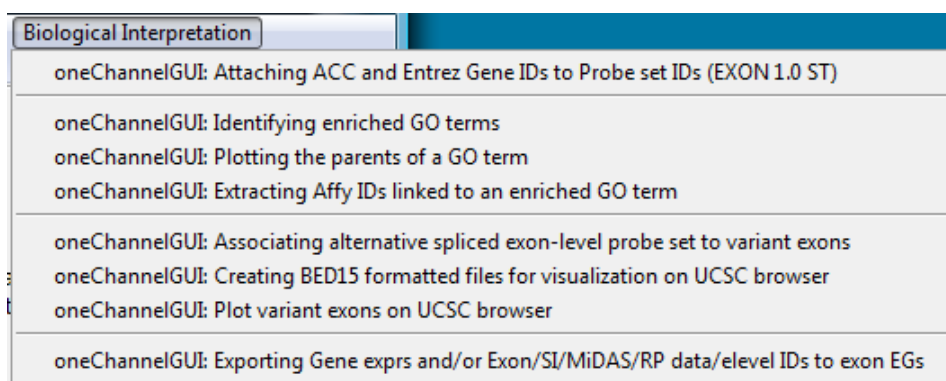 Biological Interpretation
oneChannelGUI: Attaching ACC and Entrez Gene IDs to Probe set IDs (EXON 1.0 ST)
oneChannelGUI: Identifying enriched GO terms
oneChannelGUI: Plotting the parents of a GO term
oneChannelGUI: Extracting Affy IDs linked to an enriched GO term
oneChannelGUI: Associating alternative spliced exon-level probe set to variant exons
oneChannelGUI: Creating BED15 formatted files for visualization on UCSC browser
oneChannelGUI: Plot variant exons on UCSC browser
oneChannelGUI: Exporting Gene exprs and/or Exon/SI/MiDAS/RP data/elevel IDs to exon EGs